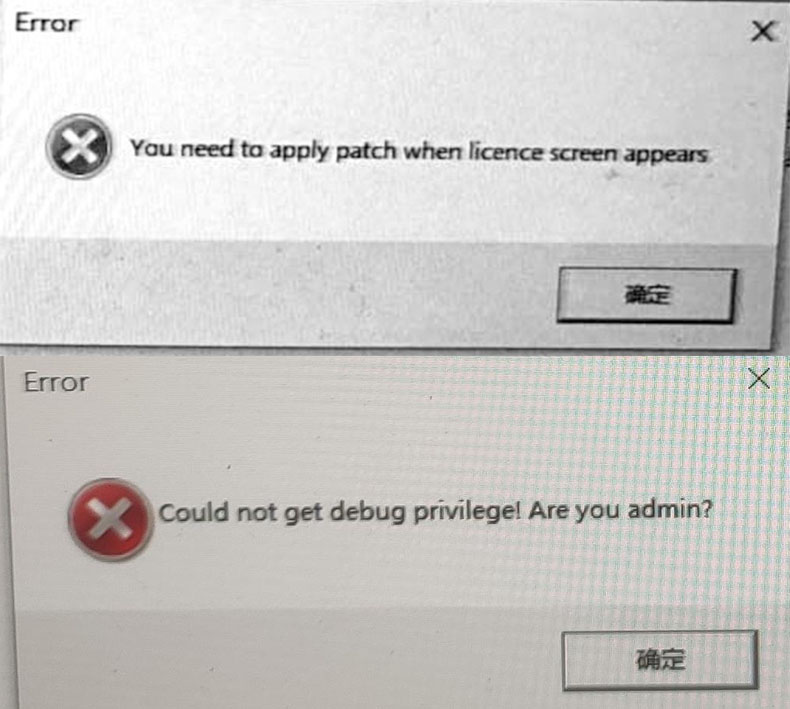 Error
You need to apply patch when licence screen appears
确定
Error
Could not get debug privilege! Are you admin?
确定